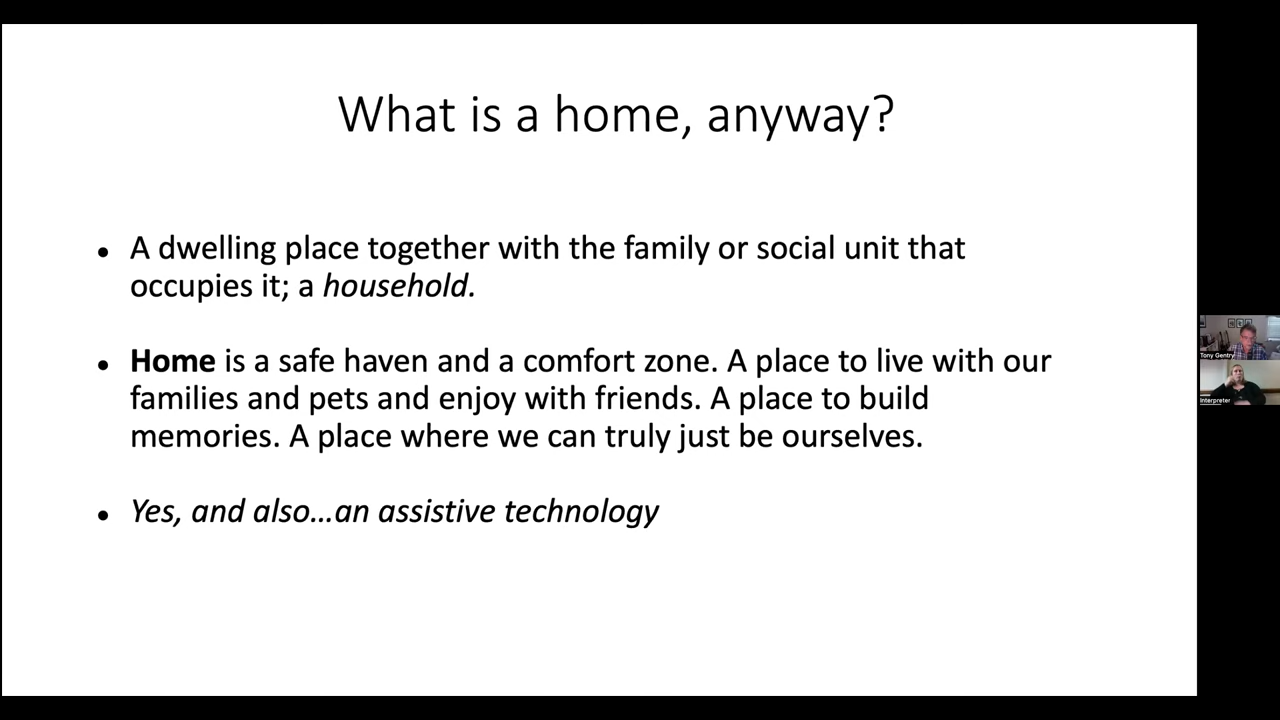 What is a home, anyway?
• A dwelling place together with the family or social unit that
occupies it; a household.
• Home is a safe haven and a comfort zone. A place to live with our
families and pets and enjoy with friends. A place to build
memories. A place where we can truly just be ourselves.
• Yes, and also...an assistive technology
Tony Gentry
Interpreter